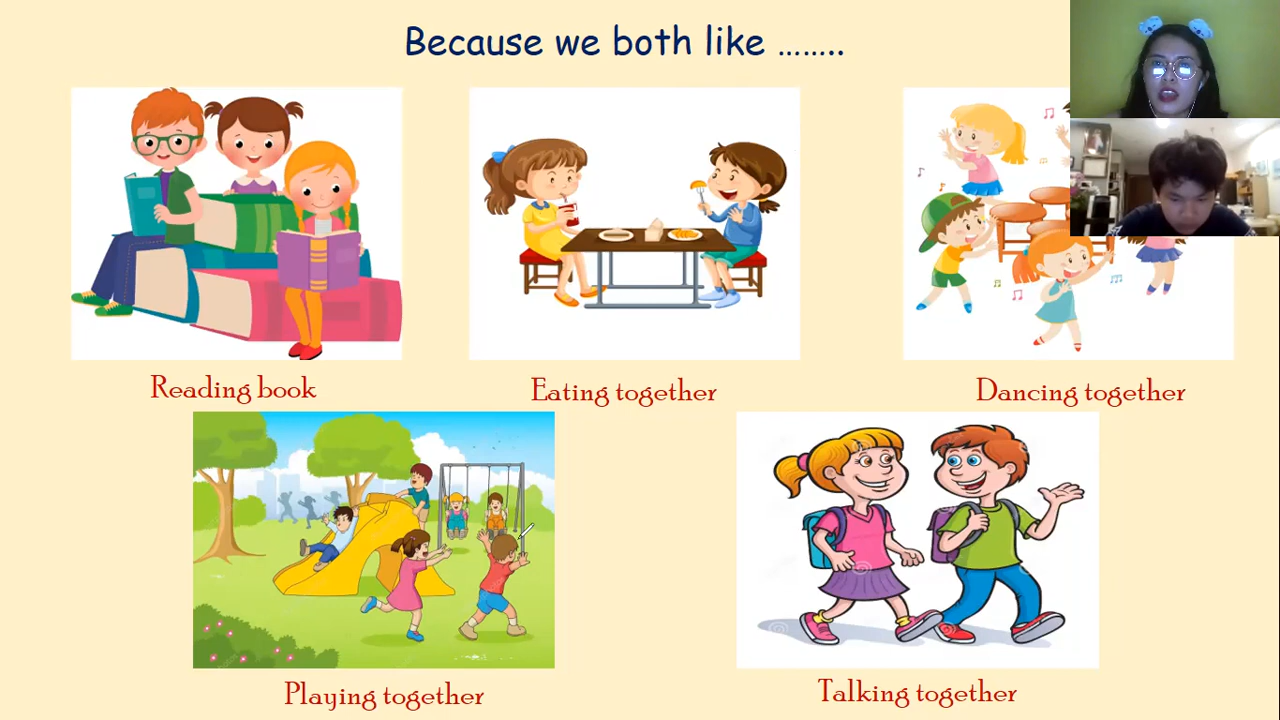 Because we both like ……..
Reading book
Eating together
Dancing together
Playing together
Talking together